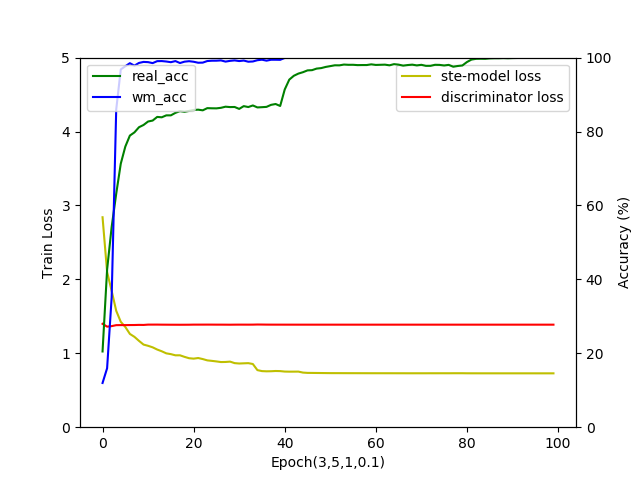 real_acc
wm_acc
ste-model loss
discriminator loss
5
4
3
2
1
0
Train Loss
100
80
60
40
20
0
Accuracy (%)
0 20 40 60 80 100
Epoch(3,5,1,0.1)